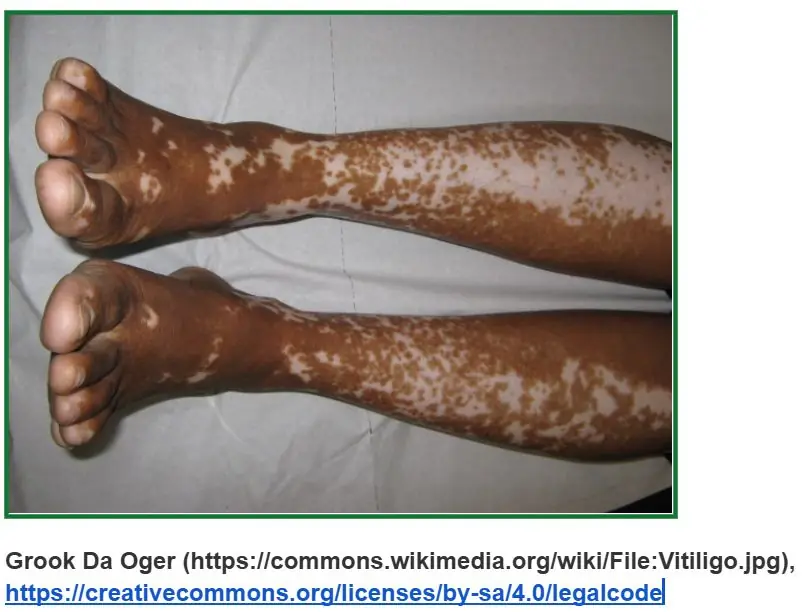 Grook Da Oger (https://commons.wikimedia.org/wiki/File:Vitiligo.jpg),
https://creativecommons.org/licenses/by-sa/4.0/legalcode